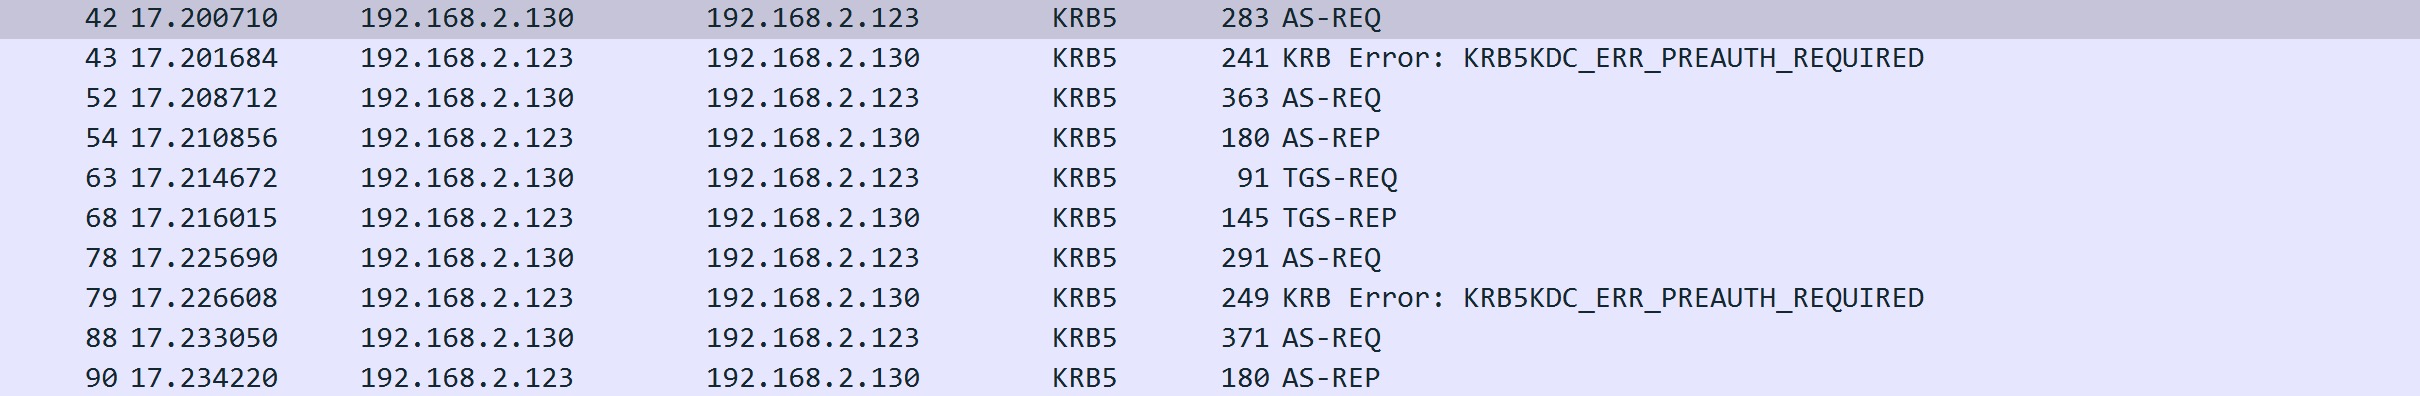 42 17.200710 192.168.2.130 192.168.2.123 KRB5 283 AS-REQ
43 17.201684 192.168.2.123 192.168.2.130 KRB5 241 KRB Error: KRB5KDC_ERR_PREAUTH_REQUIRED
52 17.208712 192.168.2.130 192.168.2.123 KRB5 363 AS-REQ
54 17.210856 192.168.2.123 192.168.2.130 KRB5 180 AS-REP
63 17.214672 192.168.2.130 192.168.2.123 KRB5 91 TGS-REQ
68 17.216015 192.168.2.123 192.168.2.130 KRB5 145 TGS-REP
78 17.225690 192.168.2.130 192.168.2.123 KRB5 291 AS-REQ
79 17.226608 192.168.2.123 192.168.2.130 KRB5 249 KRB Error: KRB5KDC_ERR_PREAUTH_REQUIRED
88 17.233050 192.168.2.130 192.168.2.123 KRB5 371 AS-REQ
90 17.234220 192.168.2.123 192.168.2.130 KRB5 180 AS-REP